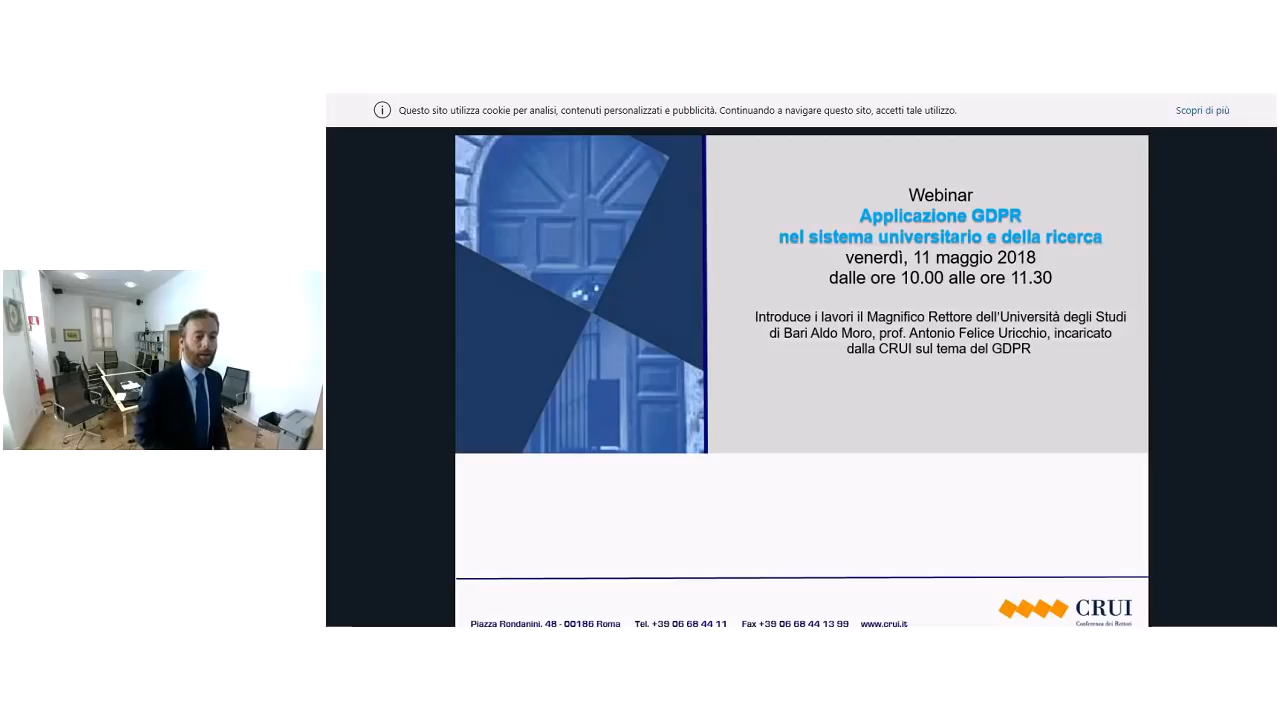 Questo sito utilizza cookie per analisi, contenuti personalizzati e pubblicità. Continuando a navigare questo sito, accetti tale utilizzo.
Scopri di più
Webinar
Applicazione GDPR
nel sistema universitario e della ricerca
venerdì, 11 maggio 2018
dalle ore 10.00 alle ore 11.30
Introduce i lavori il Magnifico Rettore dell'Università degli Studi
di Bari Aldo Moro, prof. Antonio Felice Uricchio, incaricato
dalla CRUI sul tema del GDPR
CRUI
Conferenza dei Rettori
Piazza Rondanini, 48 - 00186 Roma Tel. +39 06 68 44 11 Fax +39 06 68 44 13 99 www.crui.it